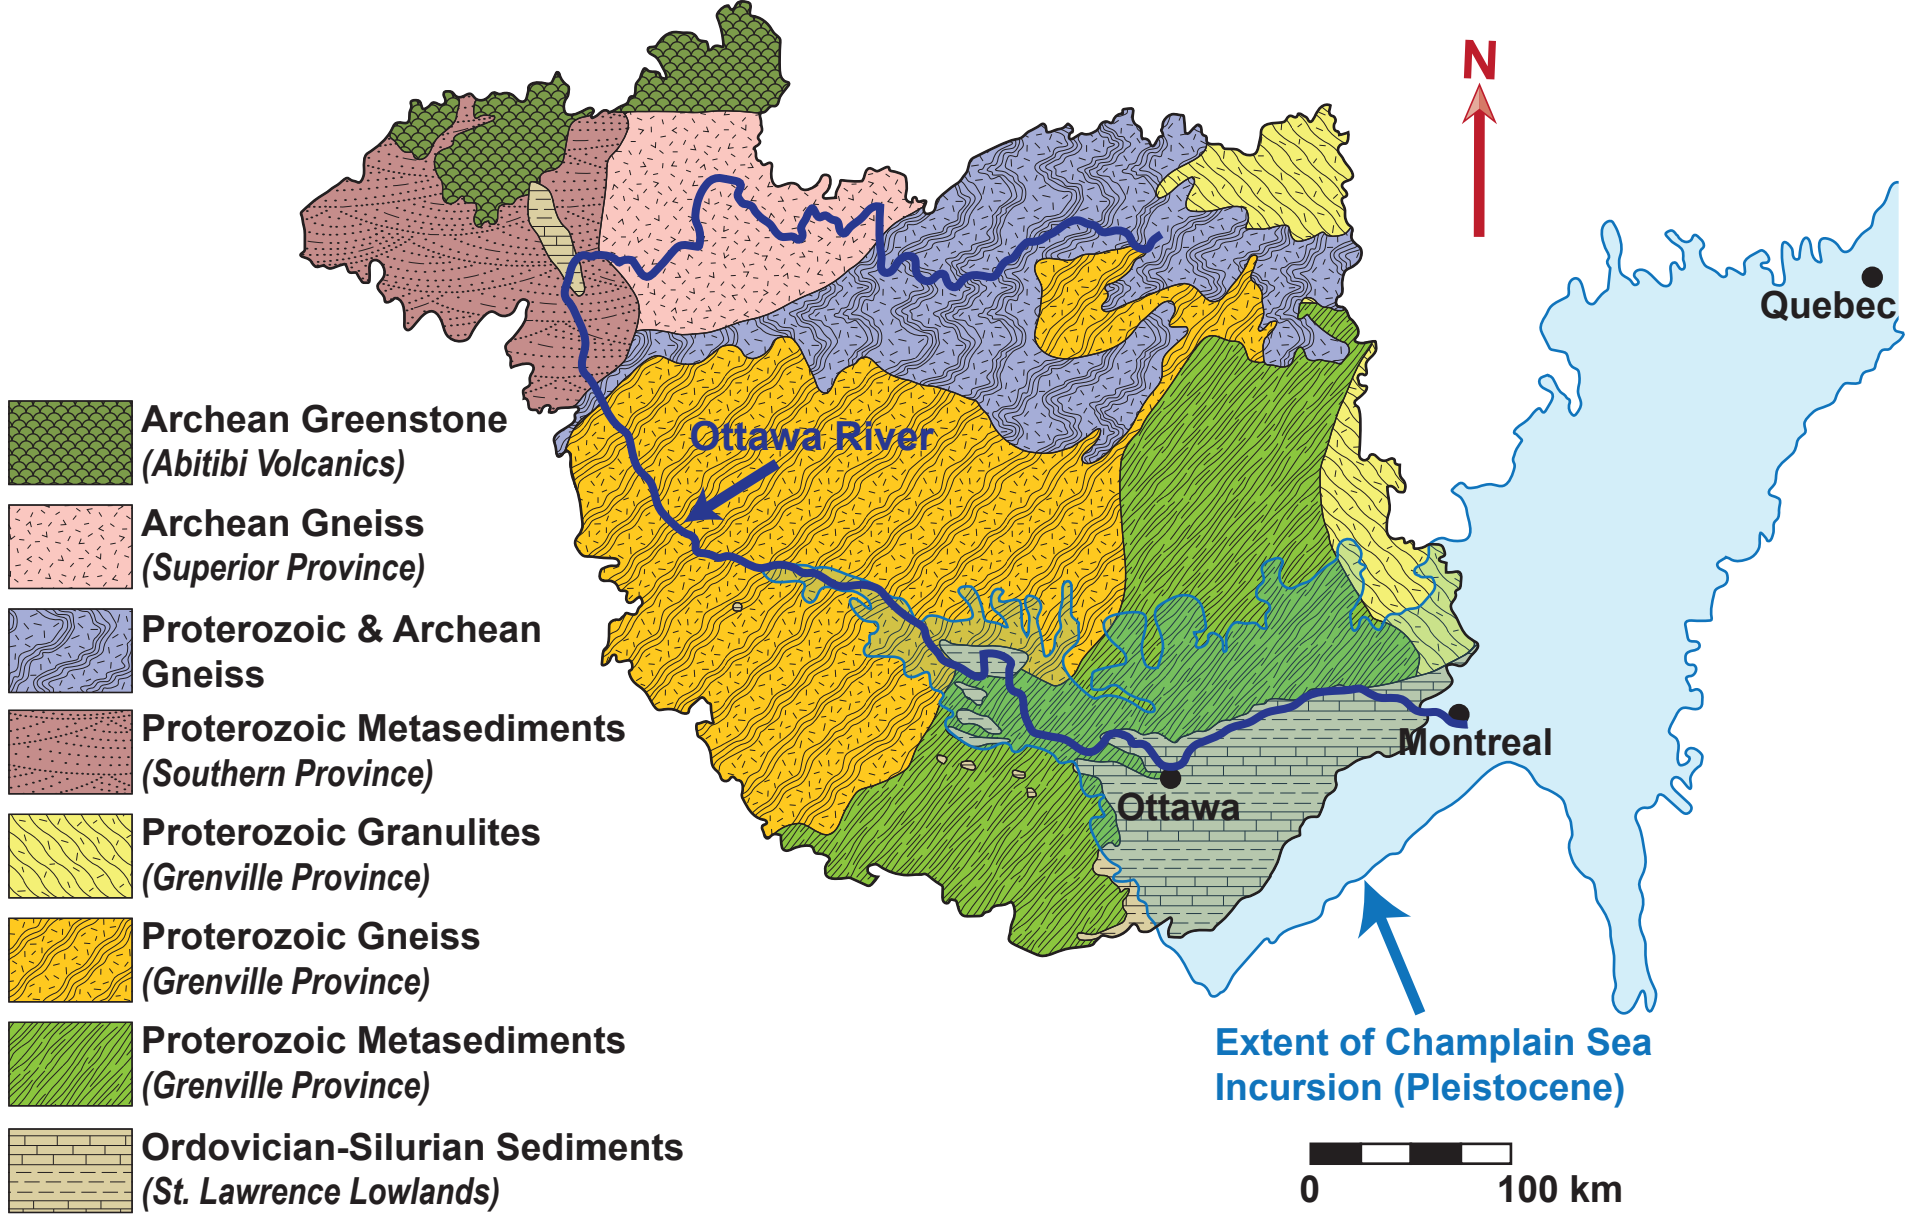 N
Quebec
Ottawa River
Montreal
Ottawa
Archean Greenstone
(Abitibi Volcanics)
Archean Gneiss
(Superior Province)
Proterozoic & Archean
Gneiss
Proterozoic Metasediments
(Southern Province)
Proterozoic Granulites
(Grenville Province)
Proterozoic Gneiss
(Grenville Province)
Proterozoic Metasediments
(Grenville Province)
Ordovician-Silurian Sediments
(St. Lawrence Lowlands)
Extent of Champlain Sea
Incursion (Pleistocene)
0 100 km